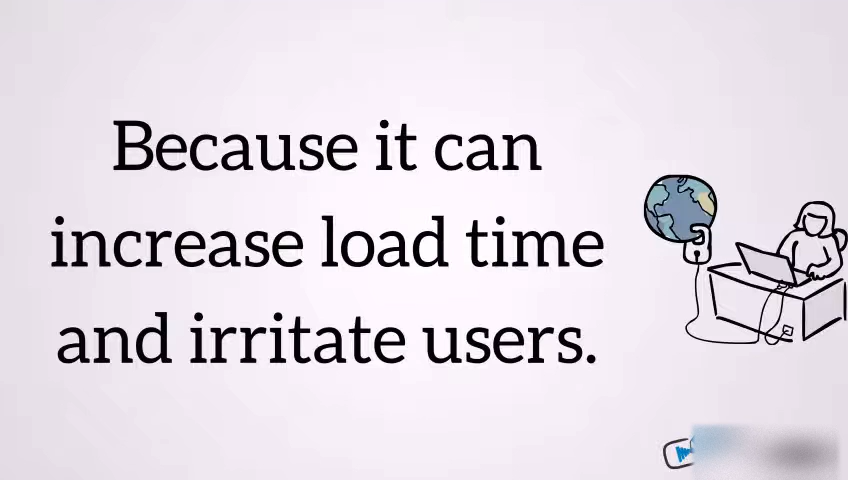 Because it can
increase load time
and irritate users.